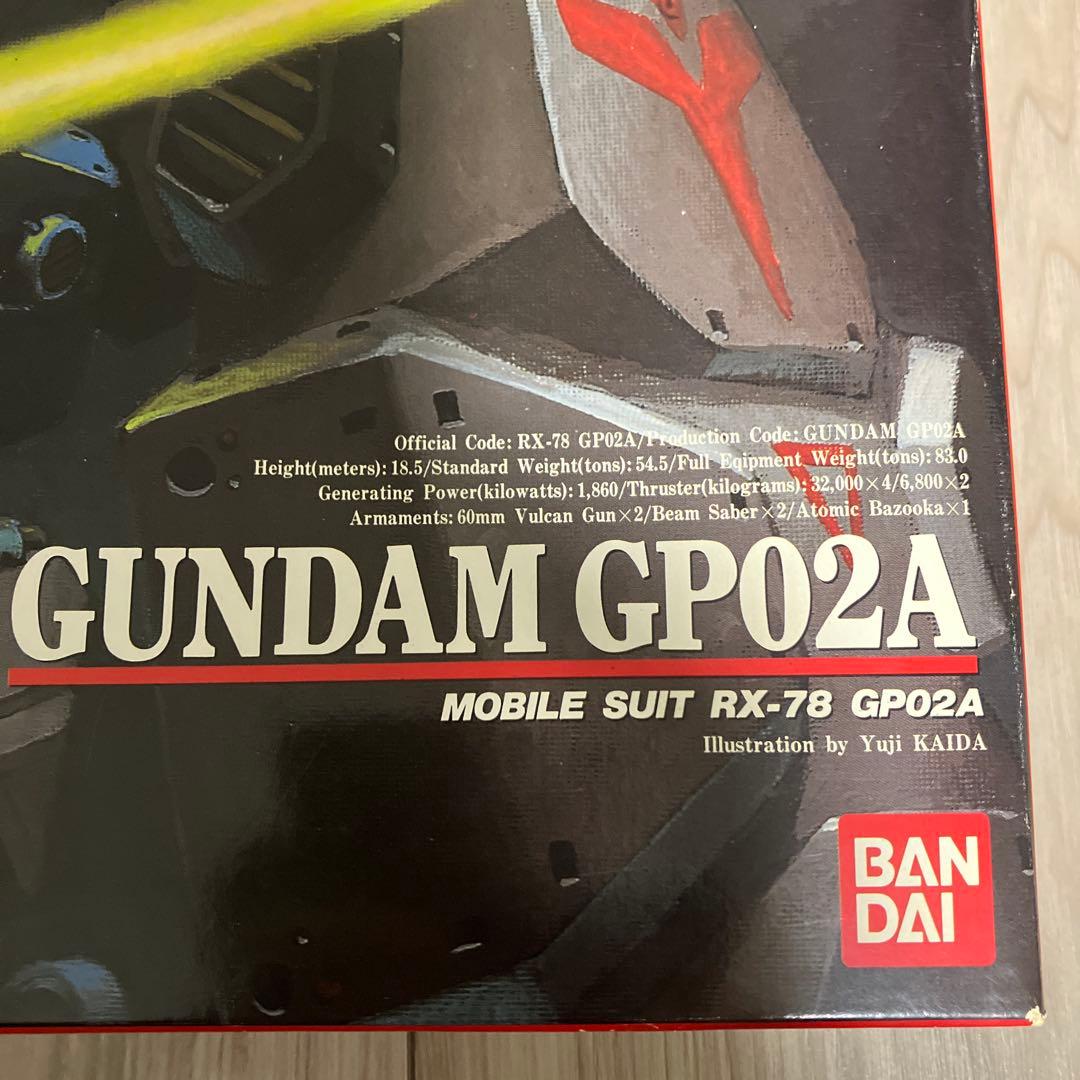 Official Code: RX-78 GP02A/Production Code: GUNDAM GP02A
Height(meters): 18.5/Standard Weight(tons): 54.5/Full Eqipment Weight(tons): 83.0
Generating Power(kilowatts): 1,860/Thruster(kilograms): 32,000×4/6,800×2
Armaments: 60mm Vulcan Gun×2/Beam Saber×2/Atomic Bazooka×1
GUNDAM GP02A
MOBILE SUIT RX-78 GP02A
Illustration by Yuji KAIDA
BAN
DAI